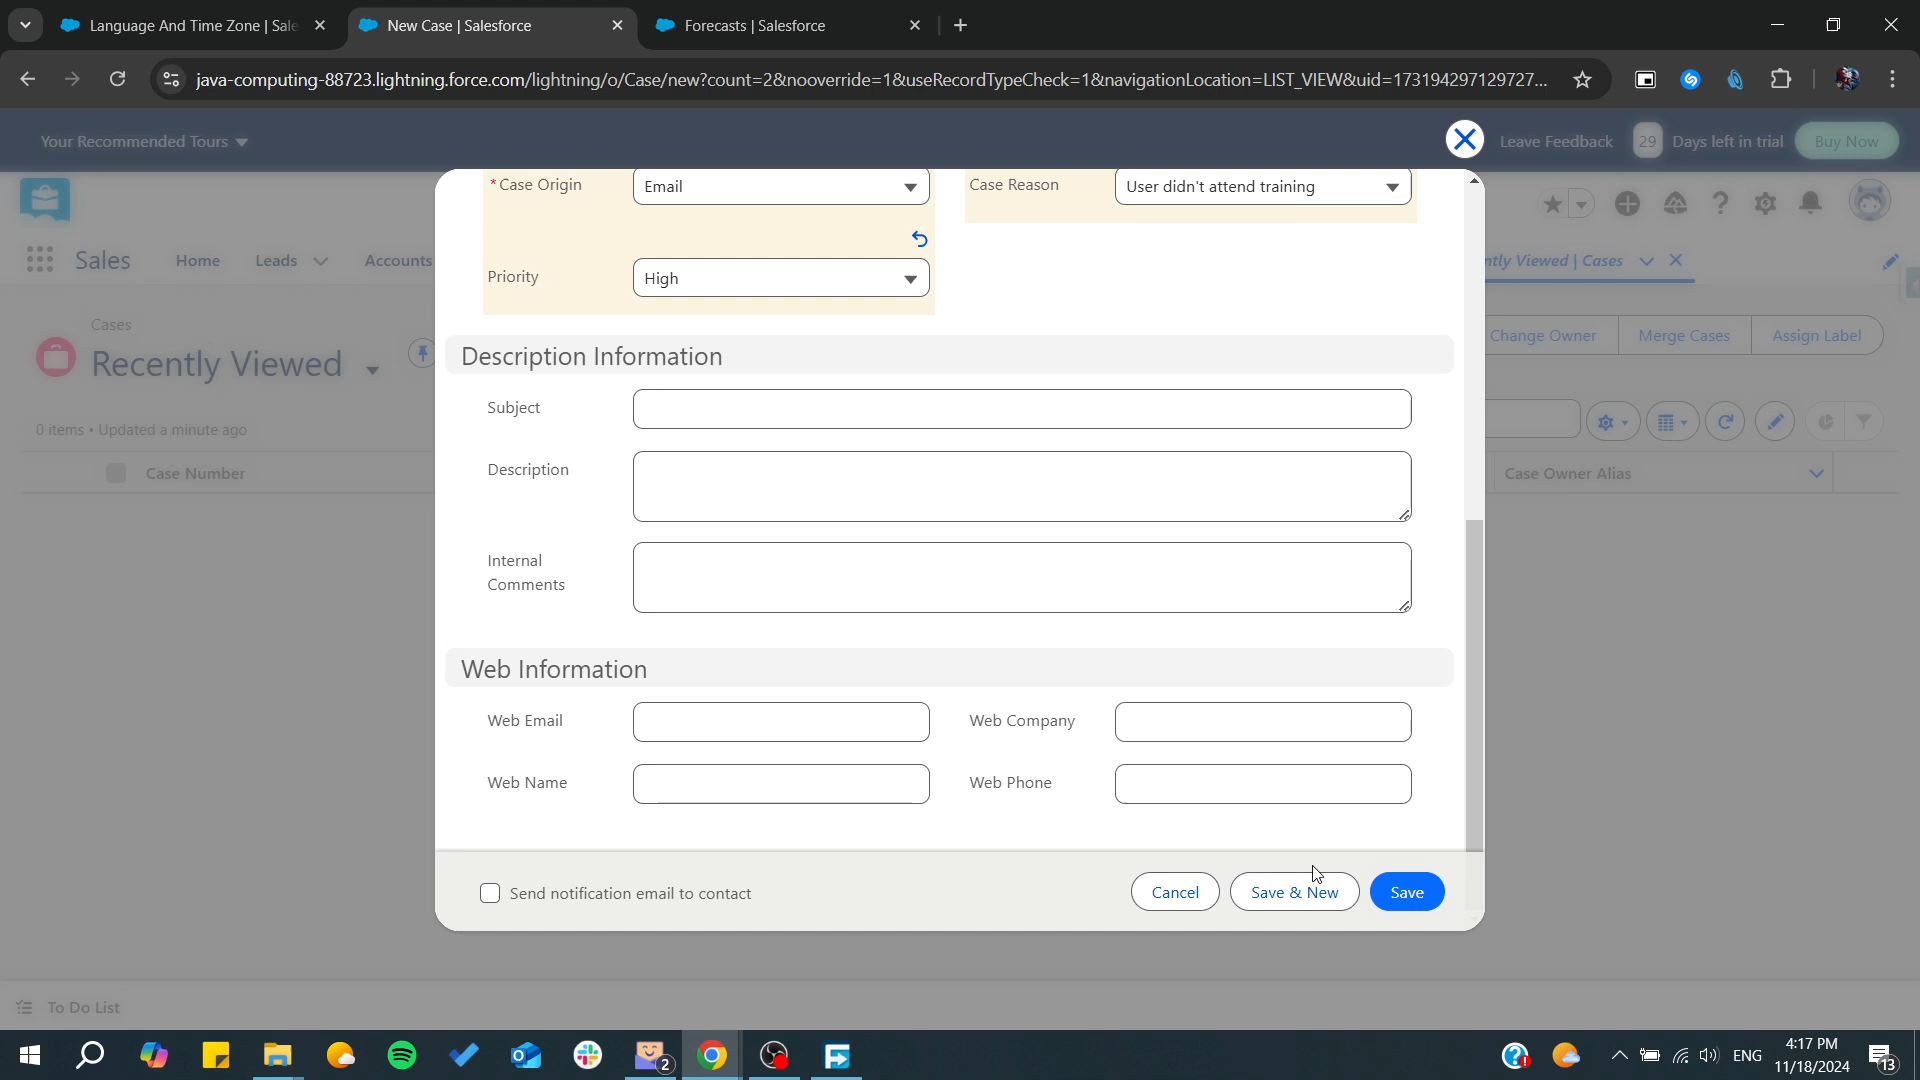 Language And Time Zone | Sale
New Case | Salesforce
Forecasts | Salesforce
java-computing-88723.lightning.force.com/lightning/o/Case/new?count=2&nooverride=1&useRecordTypeCheck=1&navigationLocation=LIST_VIEW&uid=173194297129727...
Your Recommended Tours
Leave Feedback
29
Days left in trial
Buy Now
Sales
Home
Leads
Accounts
ntly Viewed | Cases
Cases
Recently Viewed
Change Owner
Merge Cases
Assign Label
0 items • Updated a minute ago
Case Number
Case Owner Alias
*Case Origin
Email
Case Reason
User didn't attend training
Priority
High
Description Information
Subject
Description
Internal
Comments
Web Information
Web Email
Web Company
Web Name
Web Phone
Send notification email to contact
Cancel
Save & New
Save
To Do List
2
ENG
4:17 PM
11/18/2024
13